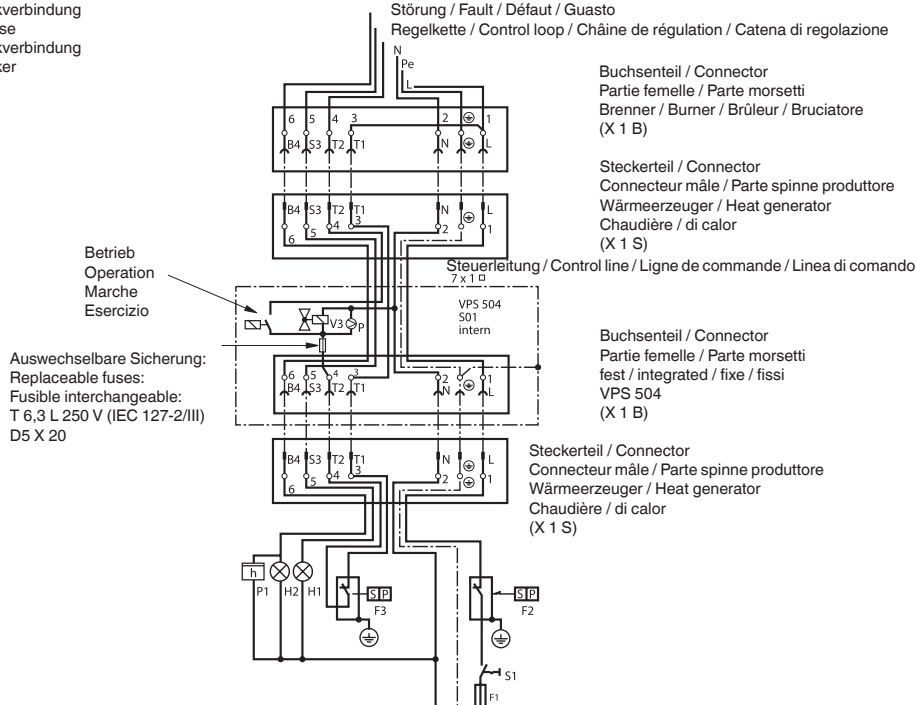 kverbindung
se
kverbindung
ker
Störung / Fault / Défaut / Guasto
Regelkette / Control loop / Chaîne de régulation / Catena di regolazione
N
Pe
L
Buchsenteil / Connector
Partie femelle / Parte morsetti
Brenner / Burner / Brûleur / Bruciatore
(X 1 B)
6 5 4 3 2 1
B4 S3 T2 T1 N L
Steckerteil / Connector
Connecteur mâle / Parte spinne produttore
Wärmeerzeuger / Heat generator
Chaudière / di calor
(X 1 S)
B4 S3 T2 T1 N L
6 5 4 3 2 1
Steuerleitung / Control line / Ligne de commande / Linea di comando
7 x 1
Betrieb
Operation
Marche
Esercizio
VPS 504
S01
intern
V3 P
Auswechselbare Sicherung:
Replaceable fuses:
Fusible interchangeable:
T 6,3 L 250 V (IEC 127-2/III)
D5 X 20
Buchsenteil / Connector
Partie femelle / Parte morsetti
fest / integrated / fixe / fissi
VPS 504
(X 1 B)
6 5 4 3 2 1
B4 S3 T2 T1 N L
Steckerteil / Connector
Connecteur mâle / Parte spinne produttore
Wärmeerzeuger / Heat generator
Chaudière / di calor
(X 1 S)
B4 S3 T2 T1 N L
6 5 4 3 2 1
h
P1 H2 H1
S P
F3
S P
F2
S1
F1